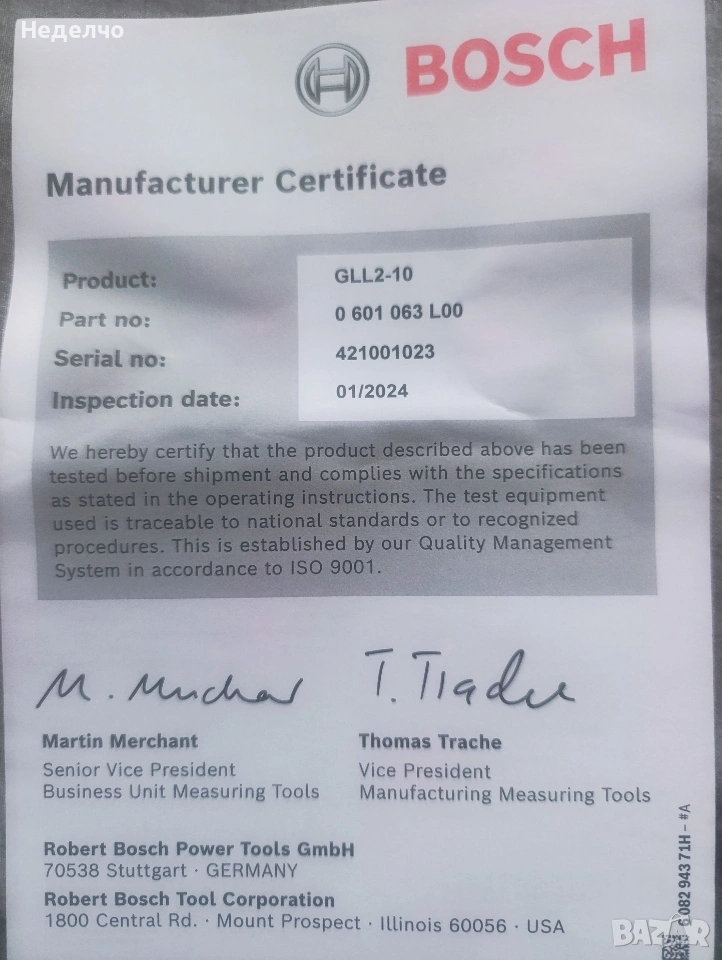 Неделчо
BOSCH
Manufacturer Certificate
Product: GLL2-10
Part no: 0 601 063 L00
Serial no: 421001023
Inspection date: 01/2024
We hereby certify that the product described above has been
tested before shipment and complies with the specifications
as stated in the operating instructions. The test equipment
used is traceable to national standards or to recognized
procedures. This is established by our Quality Management
System in accordance to ISO 9001.
M. Merchant T. Trache
Martin Merchant Thomas Trache
Senior Vice President Vice President
Business Unit Measuring Tools Manufacturing Measuring Tools
Robert Bosch Power Tools GmbH
70538 Stuttgart · GERMANY
Robert Bosch Tool Corporation
1800 Central Rd. · Mount Prospect · Illinois 60056 · USA
6 082 943 71H – #A
BAZAR